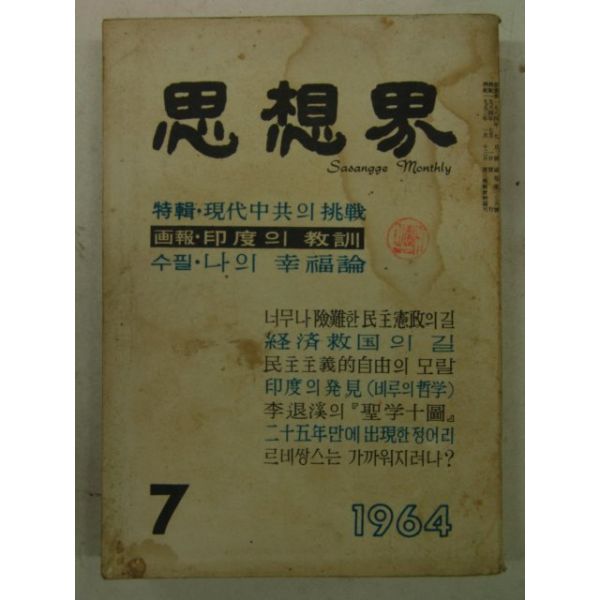 思想界
Sasangge Monthly
特輯·現代中共의 挑戰
画報·印度의 教訓
수필·나의 幸福論
너무나 險難한 民主憲政의 길
経済救国의 길
民主主義的自由의 모랄
印度의 発見 (비루의 哲学)
李退溪의 『聖学十圖』
二十五年만에 出現한 정어리
르네쌍스는 가까워지려나?
7
1964